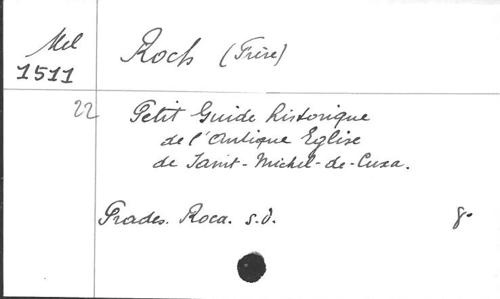 Mel
1511
Roch (Frère)
22
Petit Guide historique
de l'Antique Eglise
de Saint-Michel-de-Cuxa.
Prades. Roca. s.d. 8°